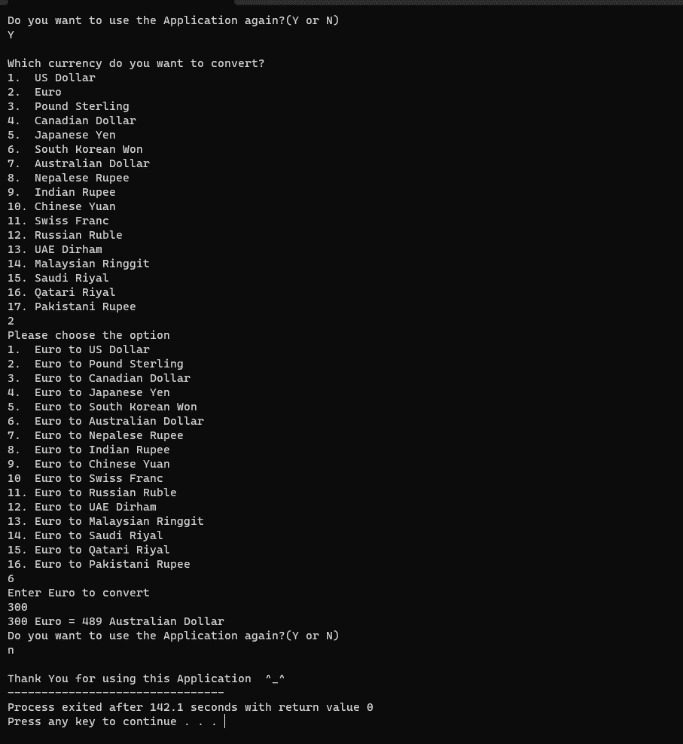 Do you want to use the Application again?(Y or N)
Y
Which currency do you want to convert?
1.  US Dollar
2.  Euro
3.  Pound Sterling
4.  Canadian Dollar
5.  Japanese Yen
6.  South Korean Won
7.  Australian Dollar
8.  Nepalese Rupee
9.  Indian Rupee
10. Chinese Yuan
11. Swiss Franc
12. Russian Ruble
13. UAE Dirham
14. Malaysian Ringgit
15. Saudi Riyal
16. Qatari Riyal
17. Pakistani Rupee
2
Please choose the option
1.  Euro to US Dollar
2.  Euro to Pound Sterling
3.  Euro to Canadian Dollar
4.  Euro to Japanese Yen
5.  Euro to South Korean Won
6.  Euro to Australian Dollar
7.  Euro to Nepalese Rupee
8.  Euro to Indian Rupee
9.  Euro to Chinese Yuan
10  Euro to Swiss Franc
11. Euro to Russian Ruble
12. Euro to UAE Dirham
13. Euro to Malaysian Ringgit
14. Euro to Saudi Riyal
15. Euro to Qatari Riyal
16. Euro to Pakistani Rupee
6
Enter Euro to convert
300
300 Euro = 489 Australian Dollar
Do you want to use the Application again?(Y or N)
n
Thank You for using this Application  ^_^
--------------------------------
Process exited after 142.1 seconds with return value 0
Press any key to continue . . .